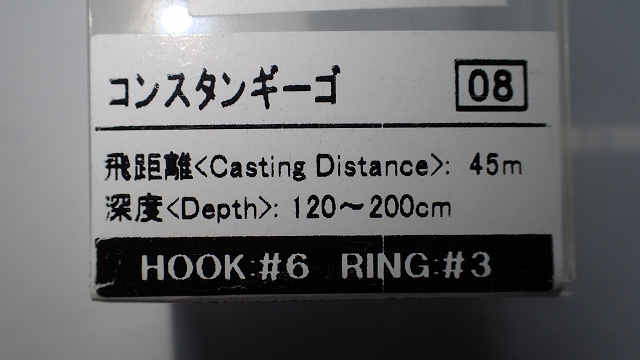 コンスタンギーゴ 08
飛距離<Casting Distance>: 45m
深度<Depth>: 120～200cm
HOOK:#6 RING:#3